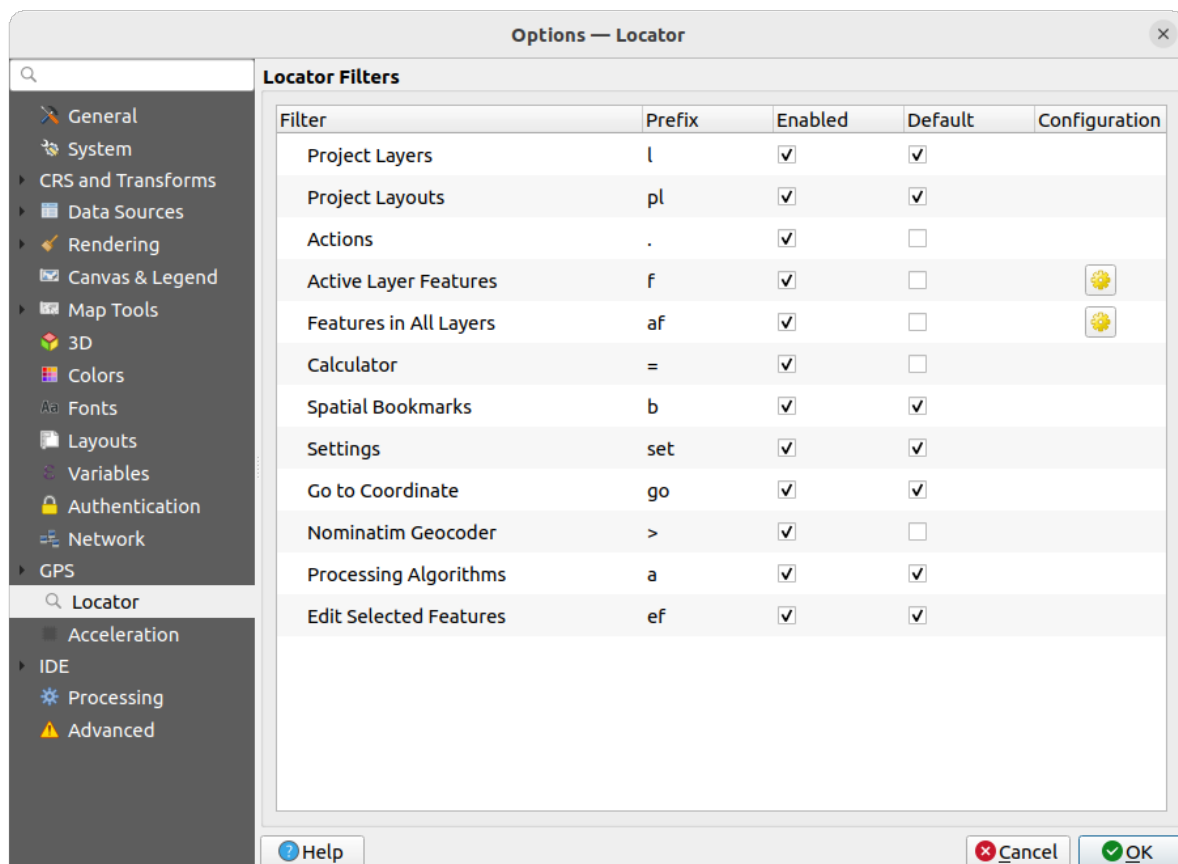 Options — Locator
General
System
CRS and Transforms
Data Sources
Rendering
Canvas & Legend
Map Tools
3D
Colors
Aa Fonts
Layouts
ε Variables
Authentication
Network
GPS
Locator
Acceleration
IDE
Processing
Advanced
Locator Filters
Filter Prefix Enabled Default Configuration
Project Layers l
Project Layouts pl
Actions .
Active Layer Features f
Features in All Layers af
Calculator =
Spatial Bookmarks b
Settings set
Go to Coordinate go
Nominatim Geocoder >
Processing Algorithms a
Edit Selected Features ef
? Help
Cancel
OK